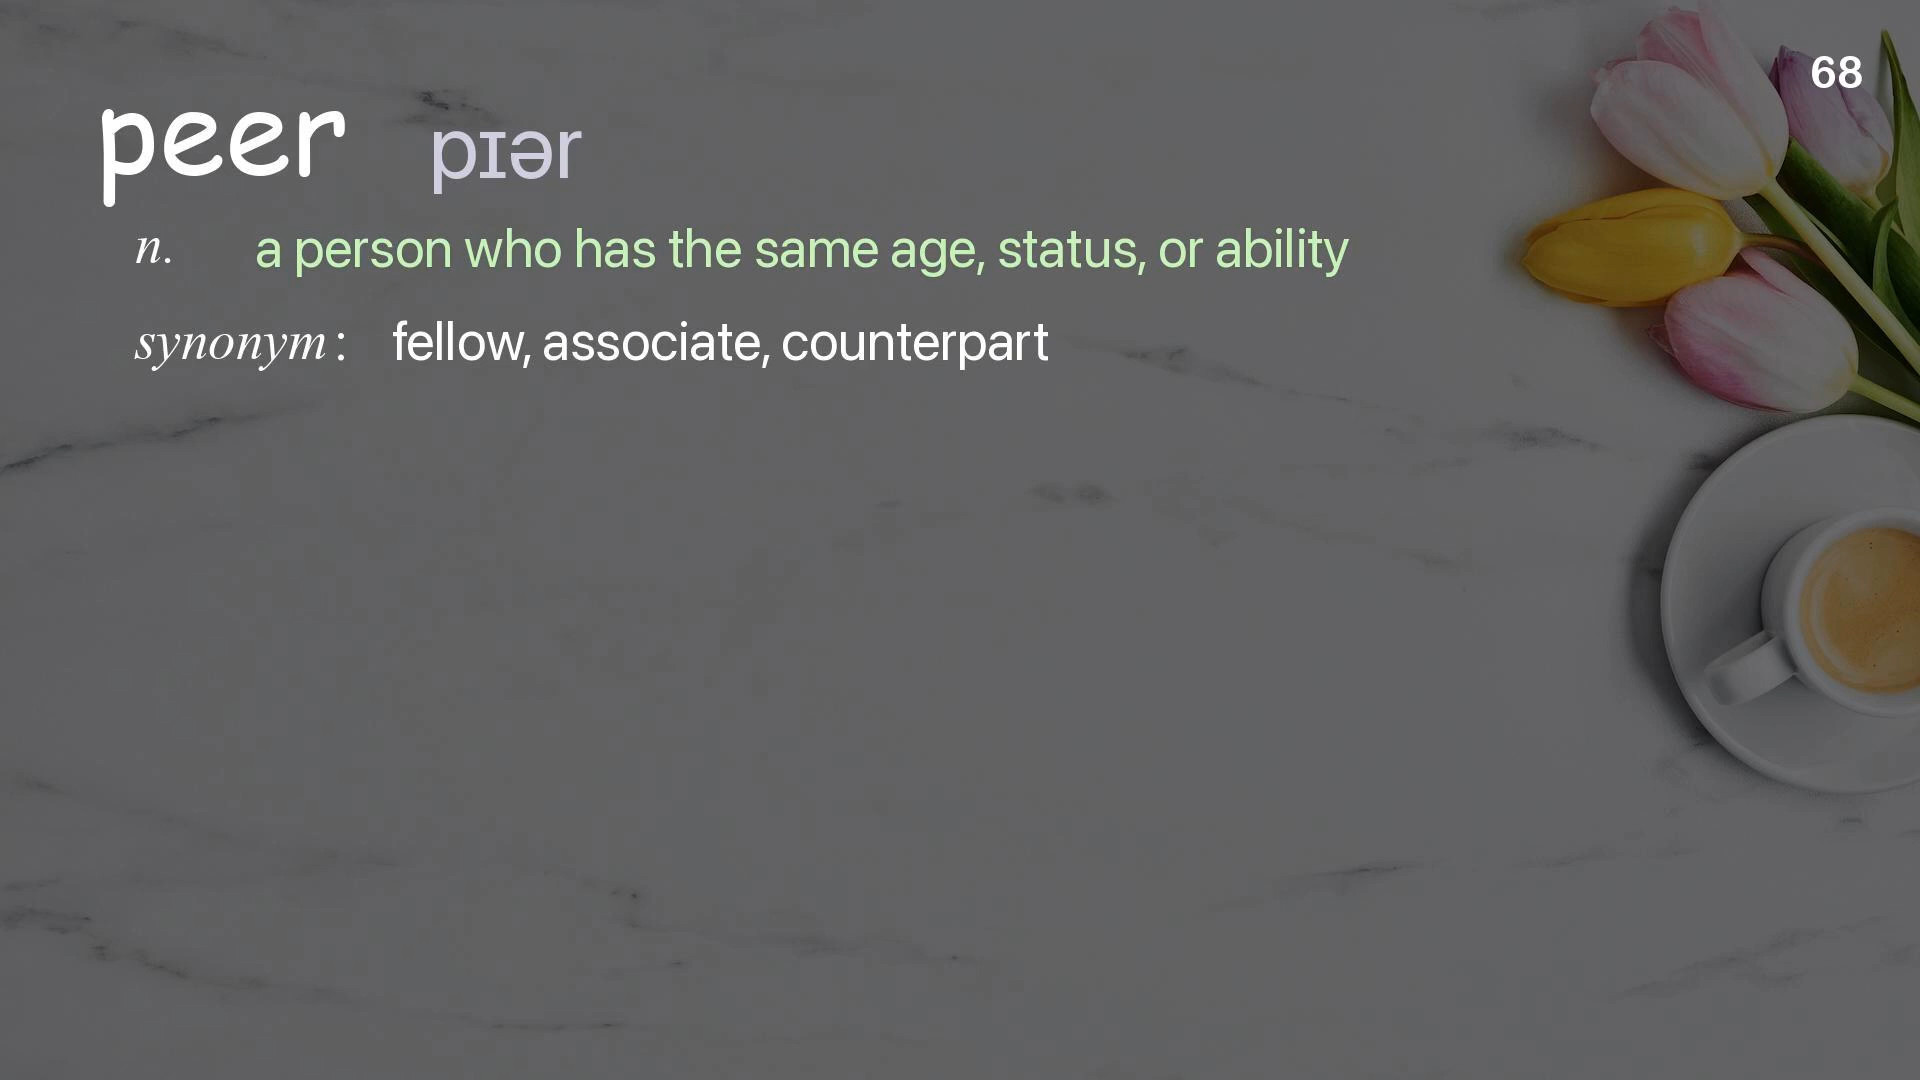 68
peer pɪər
n. a person who has the same age, status, or ability
synonym: fellow, associate, counterpart